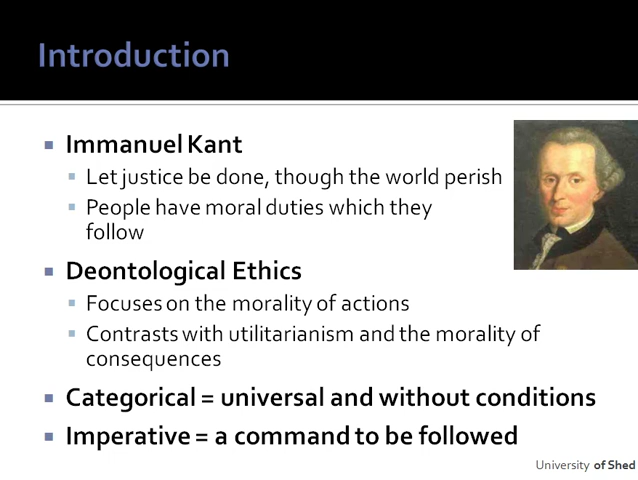 Introduction
Immanuel Kant
Let justice be done, though the world perish
People have moral duties which they
follow
Deontological Ethics
Focuses on the morality of actions
Contrasts with utilitarianism and the morality of
consequences
Categorical = universal and without conditions
Imperative = a command to be followed
University of Shed